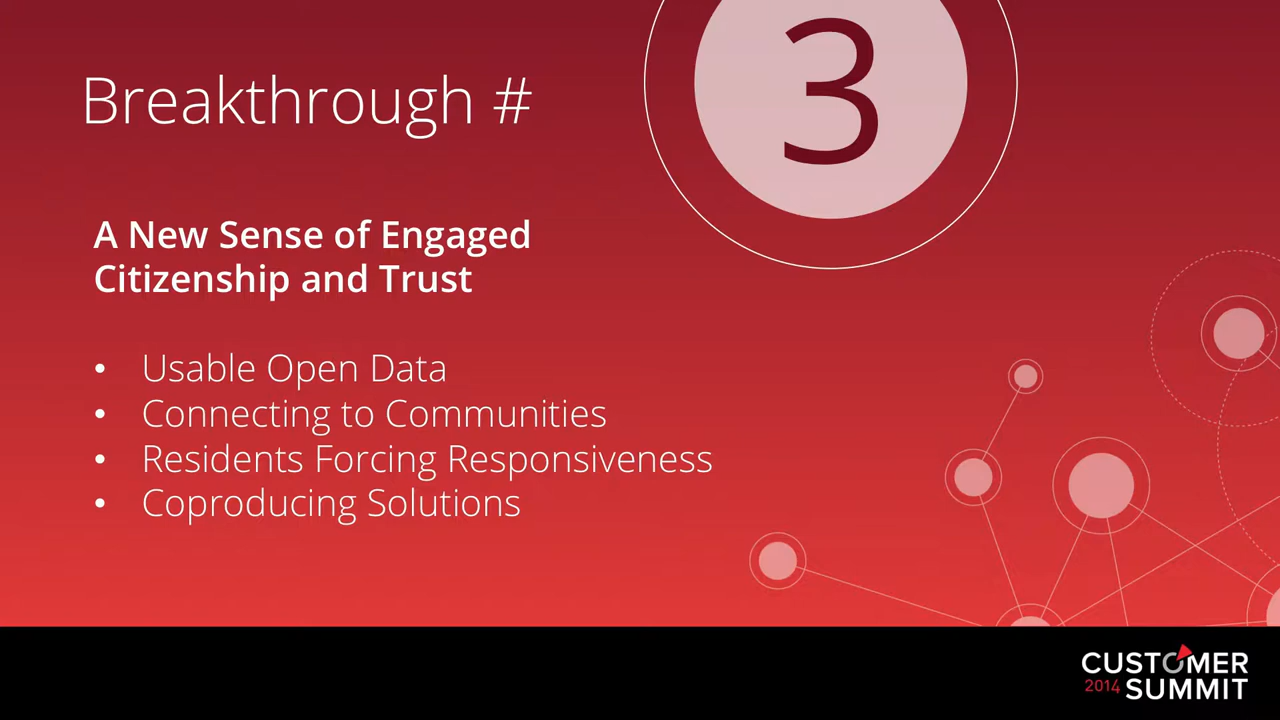 Breakthrough #
3
A New Sense of Engaged
Citizenship and Trust
• Usable Open Data
• Connecting to Communities
• Residents Forcing Responsiveness
• Coproducing Solutions
CUSTOMER
2014 SUMMIT